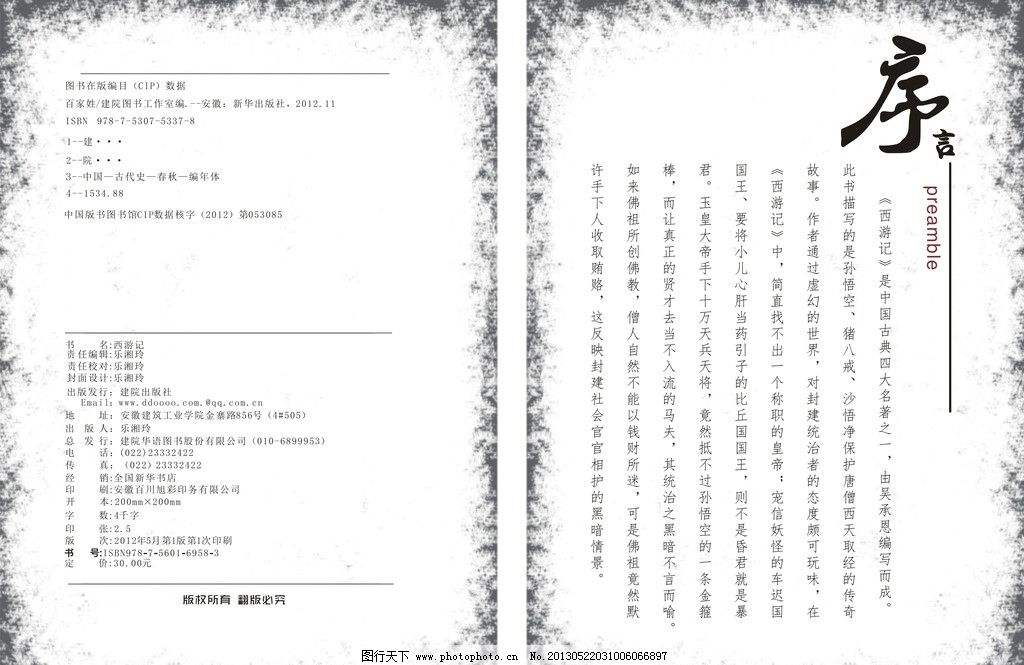 图书在版编目（CIP）数据
百家姓/建院图书工作室编.--安徽：新华出版社，2012.11
ISBN 978-7-5307-5337-8
1--建···
2--院···
3--中国—古代史—春秋—编年体
4--1534.88
中国版书图书馆CIP数据核字（2012）第053085
书 名:西游记
责任编辑:乐湘玲
责任校对:乐湘玲
封面设计:乐湘玲
出版发行：建院出版社
Email：www.ddoooo.com.@qq.com.cn
地 址：安徽建筑工业学院金寨路856号（4#505）
出 版 人：乐湘玲
总 发 行：建院华语图书股份有限公司（010-6899953）
电 话：(022)23332422
传 真：（022）23332422
经 销:全国新华书店
印 刷:安徽百川旭彩印务有限公司
开 本：200mm×200mm
字 数:4千字
印 张:2.5
版 次:2012年5月第1版第1次印刷
书 号:ISBN978-7-5601-6958-3
定 价:30.00元
版权所有 翻版必究
序言
preamble
《西游记》是中国古典四大名著之一，由吴承恩编写而成。
此书描写的是孙悟空、猪八戒、沙悟净保护唐僧西天取经的传奇
故事。作者通过虚幻的世界，对封建统治者的态度颇可玩味，在
《西游记》中，简直找不出一个称职的皇帝；宠信妖怪的车迟国
国王、要将小儿心肝当药引子的比丘国国王，则不是昏君就是暴
君。玉皇大帝手下十万天兵天将，竟然抵不过孙悟空的一条金箍
棒，而让真正的贤才去当不入流的马夫，其统治之黑暗不言而喻。
如来佛祖所创佛教，僧人自然不能以钱财所迷，可是佛祖竟然默
许手下人收取贿赂，这反映封建社会官官相护的黑暗情景。
图行天下 www.photophoto.cn No.20130522031006066897